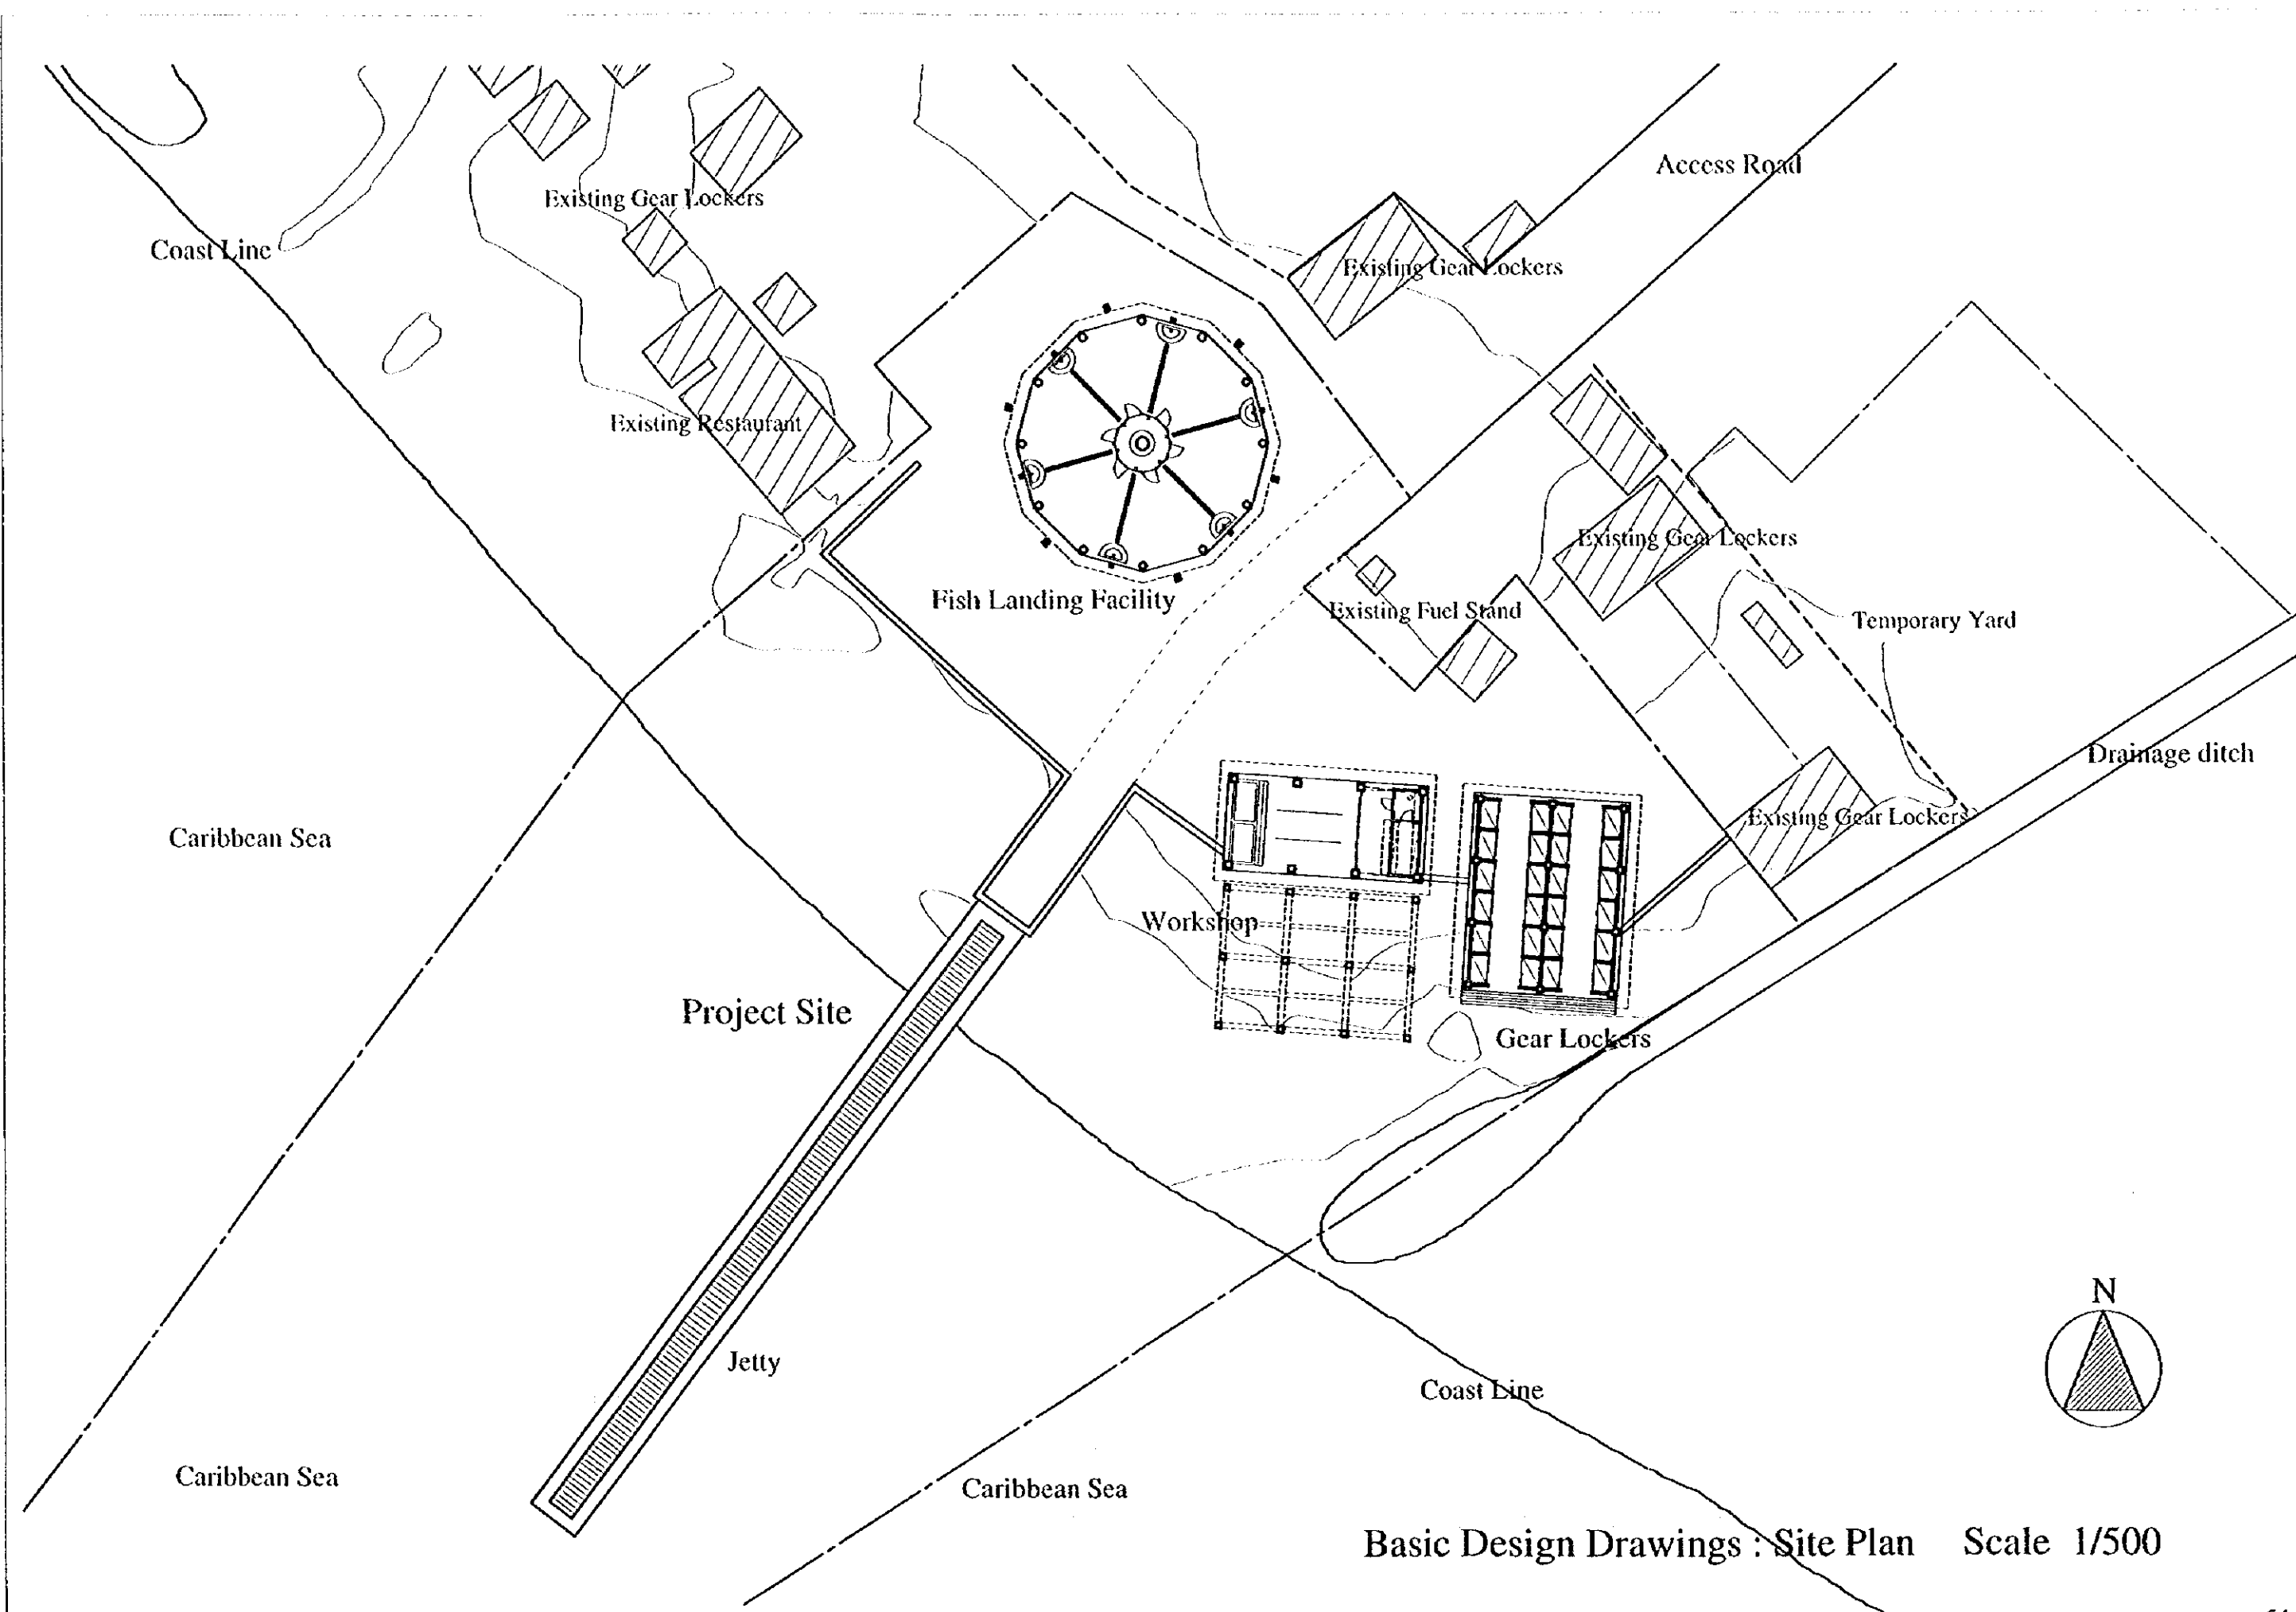 Access Road
Existing Gear Lockers
Coast Line
Existing Gear Lockers
Existing Restaurant
Existing Gear Lockers
Fish Landing Facility
Existing Fuel Stand
Temporary Yard
Drainage ditch
Existing Gear Lockers
Caribbean Sea
Workshop
Project Site
Gear Lockers
N
Jetty
Coast Line
Caribbean Sea
Caribbean Sea
Basic Design Drawings : Site Plan Scale 1/500